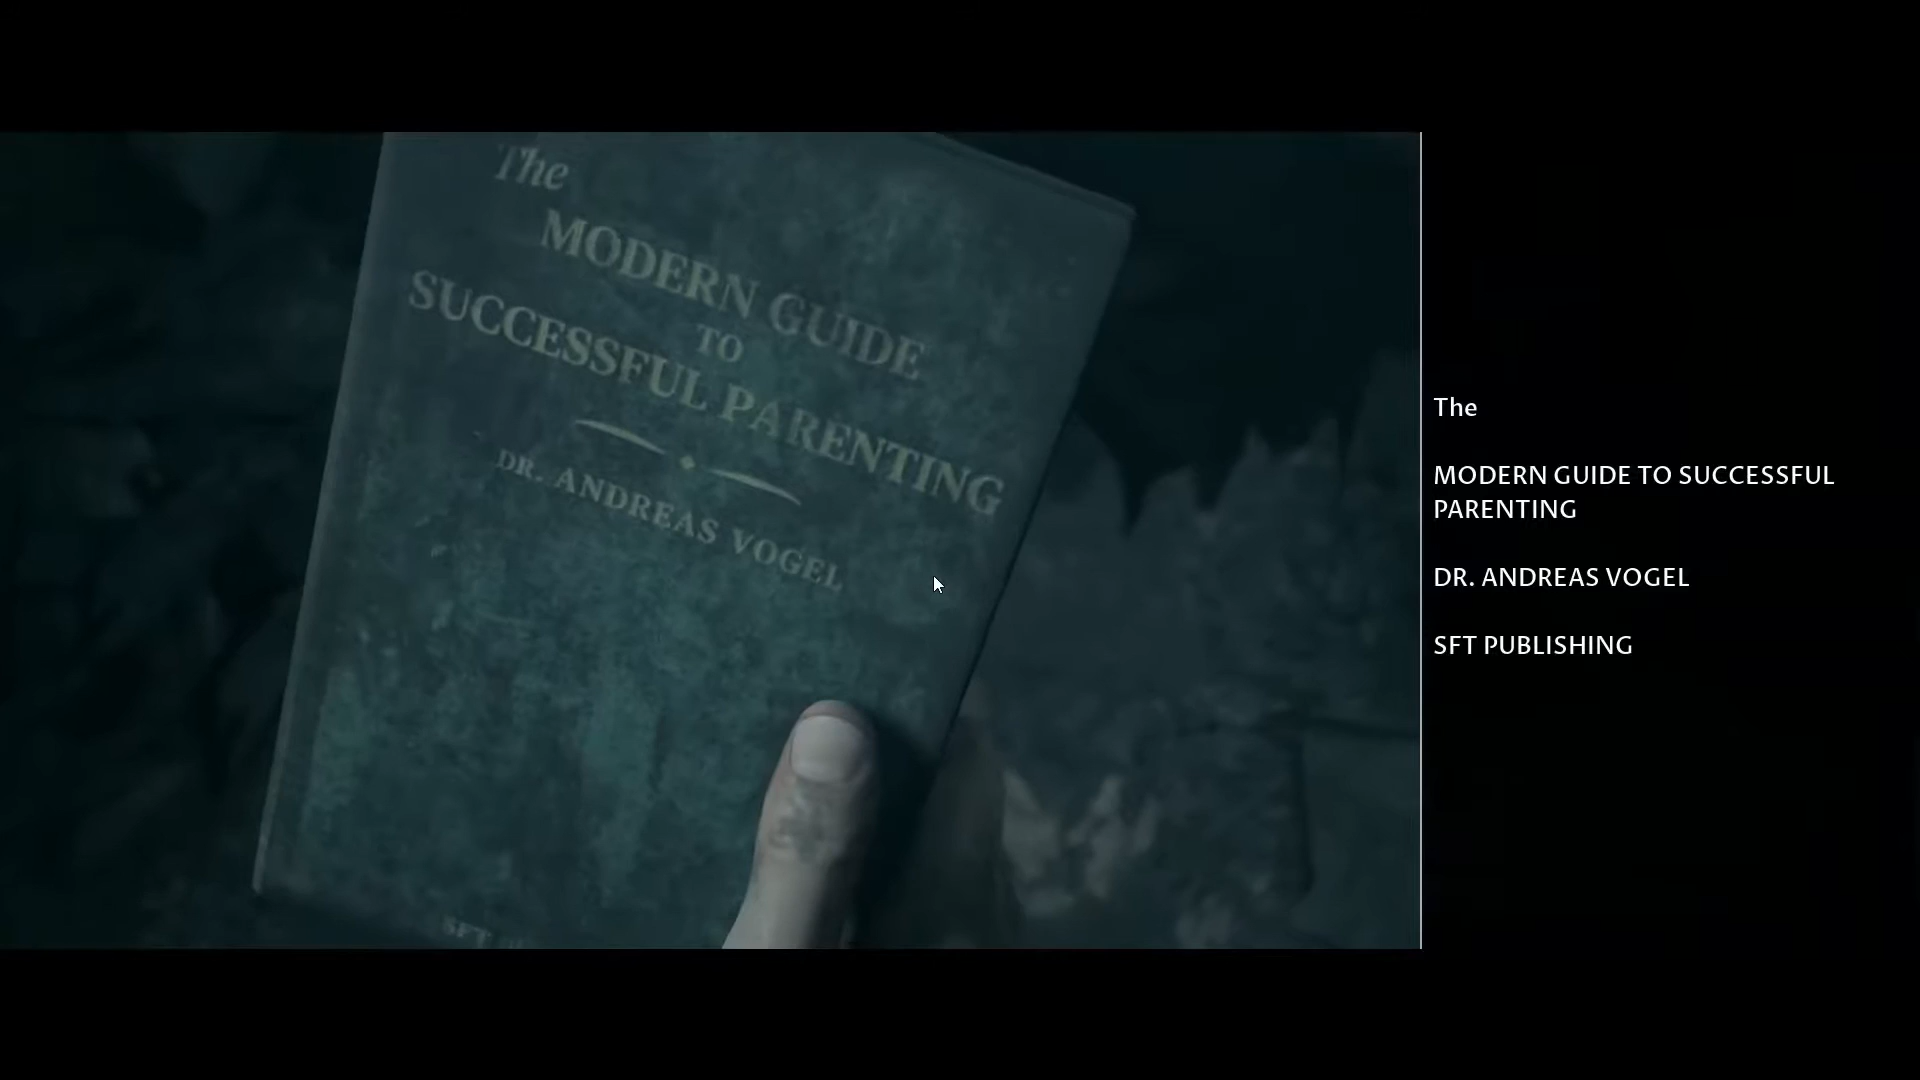 The
MODERN GUIDE
TO
SUCCESSFUL PARENTING
DR. ANDREAS VOGEL
SFT
The
MODERN GUIDE TO SUCCESSFUL
PARENTING
DR. ANDREAS VOGEL
SFT PUBLISHING